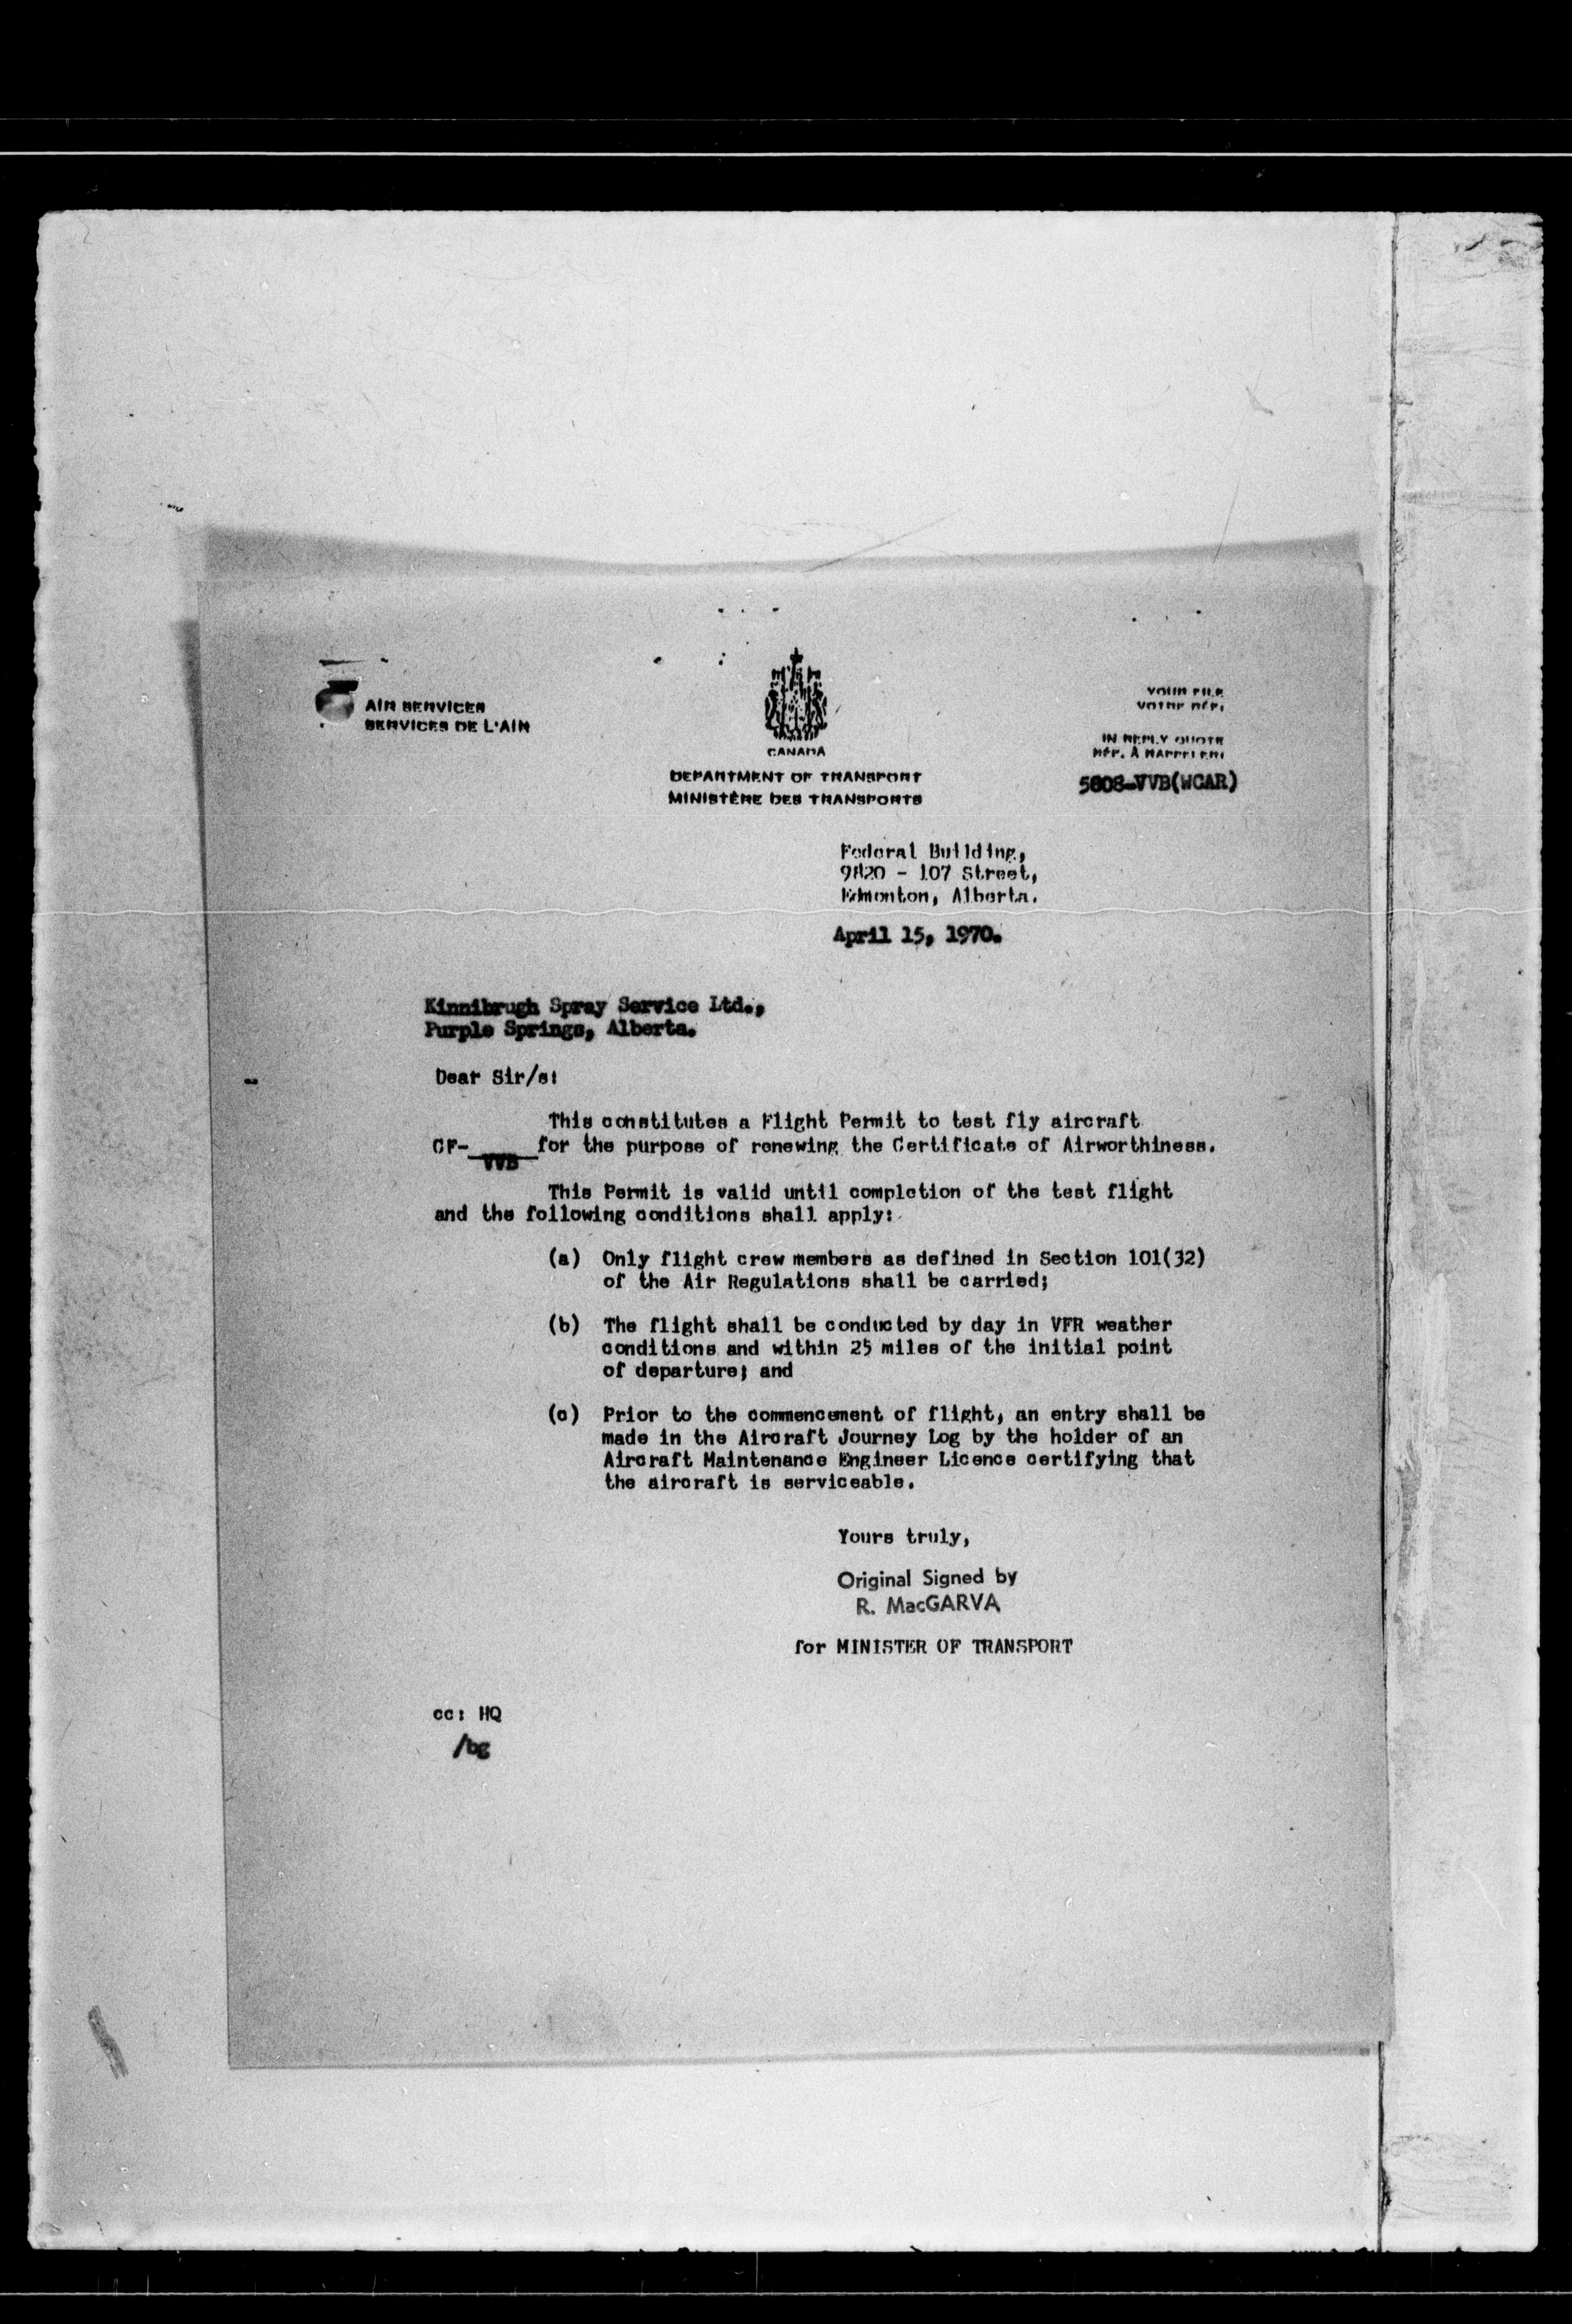 AIR SERVICES
SERVICES DE L'AIR
CANADA
DEPARTMENT OF TRANSPORT
MINISTÈRE DES TRANSPORTS
YOUR FILE
VOTRE RÉF.
IN REPLY QUOTE
RÉF. À RAPPELER:
5808-VVB(WCAR)
Federal Building,
9820 - 107 Street,
Edmonton, Alberta.
April 15, 1970.
Kinnibrugh Spray Service Ltd.,
Purple Springs, Alberta.
Dear Sir/s:
This constitutes a Flight Permit to test fly aircraft
CF- VVB for the purpose of renewing the Certificate of Airworthiness.
This Permit is valid until completion of the test flight
and the following conditions shall apply:
(a) Only flight crew members as defined in Section 101(32)
of the Air Regulations shall be carried;
(b) The flight shall be conducted by day in VFR weather
conditions and within 25 miles of the initial point
of departure; and
(c) Prior to the commencement of flight, an entry shall be
made in the Aircraft Journey Log by the holder of an
Aircraft Maintenance Engineer Licence certifying that
the aircraft is serviceable.
Yours truly,
Original Signed by
R. MacGARVA
for MINISTER OF TRANSPORT
cc: HQ
/bg